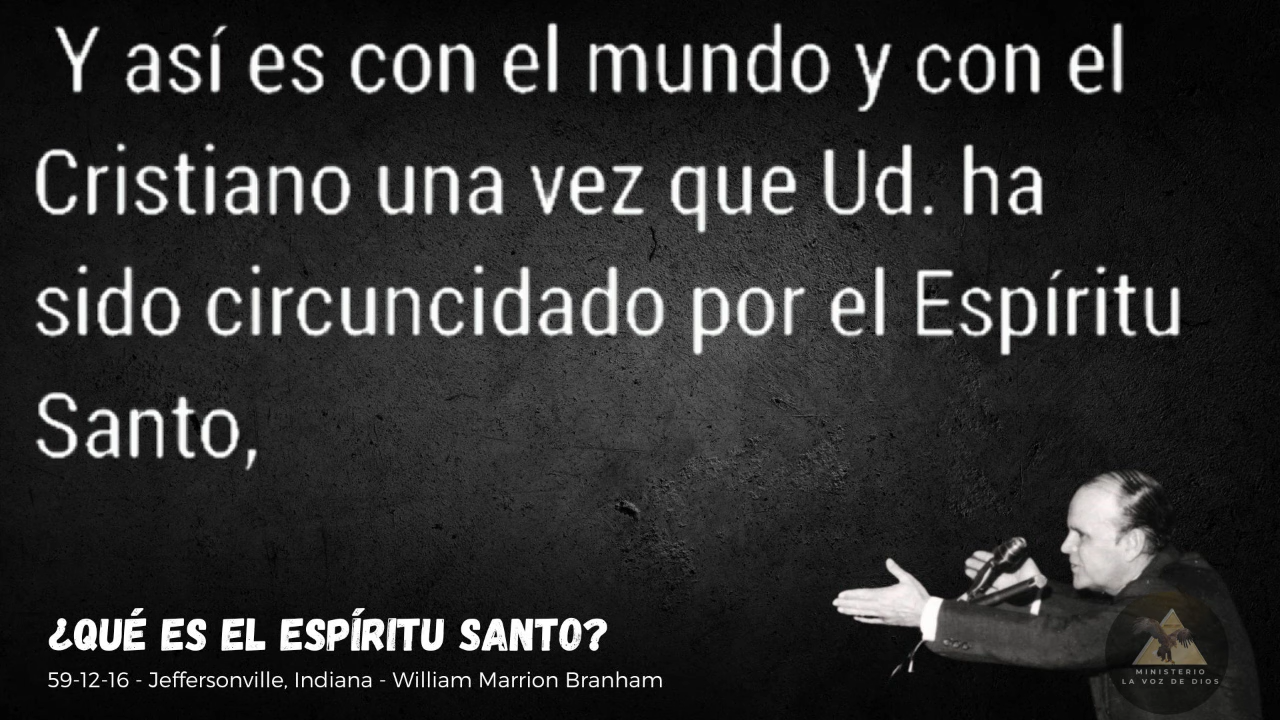 Y así es con el mundo y con el
Cristiano una vez que Ud. ha
sido circuncidado por el Espíritu
Santo,
¿QUÉ ES EL ESPÍRITU SANTO?
59-12-16 - Jeffersonville, Indiana - William Marrion Branham
MINISTERIO
LA VOZ DE DIOS